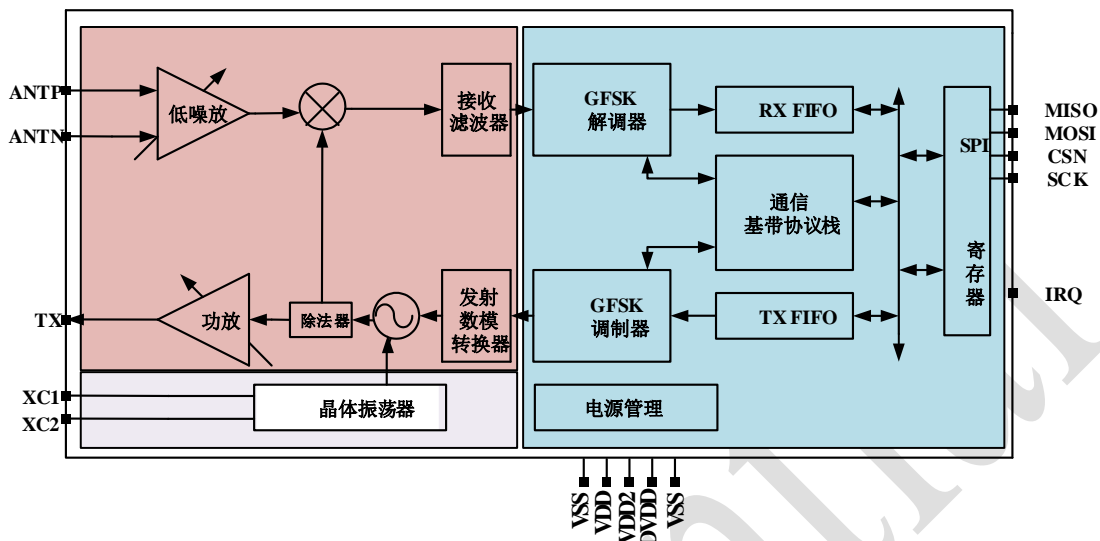 ANTP
ANTN
低噪放
接收
滤波器
GFSK
解调器
RX FIFO
SPI
MISO
MOSI
CSN
SCK
通信
基带协议栈
寄
存
器
IRQ
TX
功放
除法器
发射
数模
转换器
GFSK
调制器
TX FIFO
XC1
XC2
晶体振荡器
电源管理
VSS
VDD
VDD2
DVDD
VSS